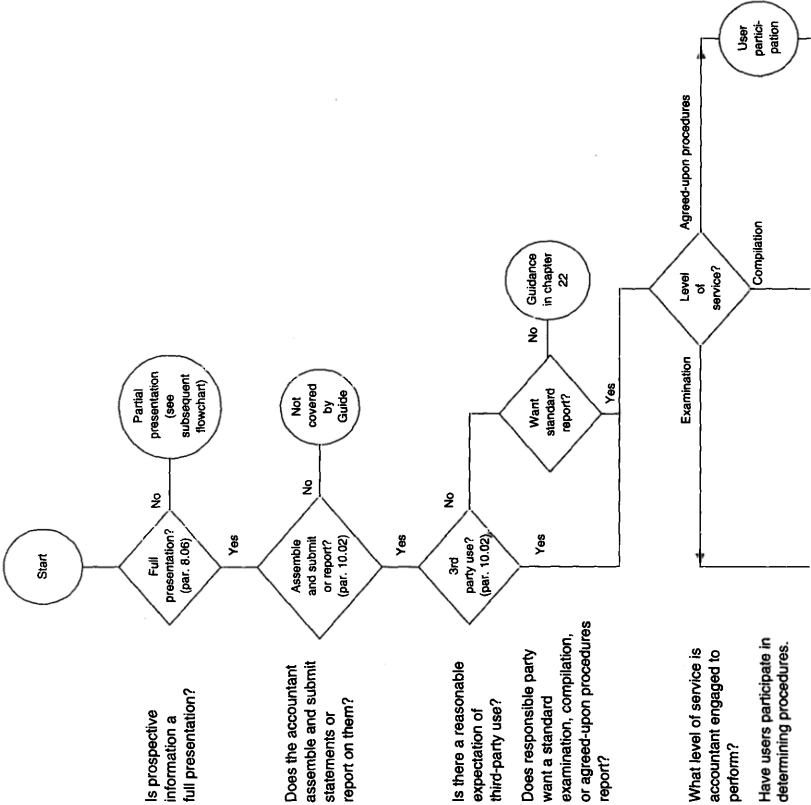 Start
Is prospective
information a
full presentation?
Full
presentation?
(par. 8.06)
No
Partial
presentation
(see
subsequent
flowchart)
Yes
Does the accountant
assemble and submit
statements or
report on them?
Assemble
and submit
or report?
(par. 10.02)
No
Not
covered
by
Guide
Yes
Is there a reasonable
expectation of
third-party use?
3rd
party use?
(par. 10.02)
No
Yes
Does responsible party
want a standard
examination, compilation,
or agreed-upon procedures
report?
Want
standard
report?
No
Guidance
in chapter
22
Yes
What level of service is
accountant engaged to
perform?
Examination
Level
of
service?
Agreed-upon procedures
Compilation
Have users participate in
determining procedures.
User
partici-
pation